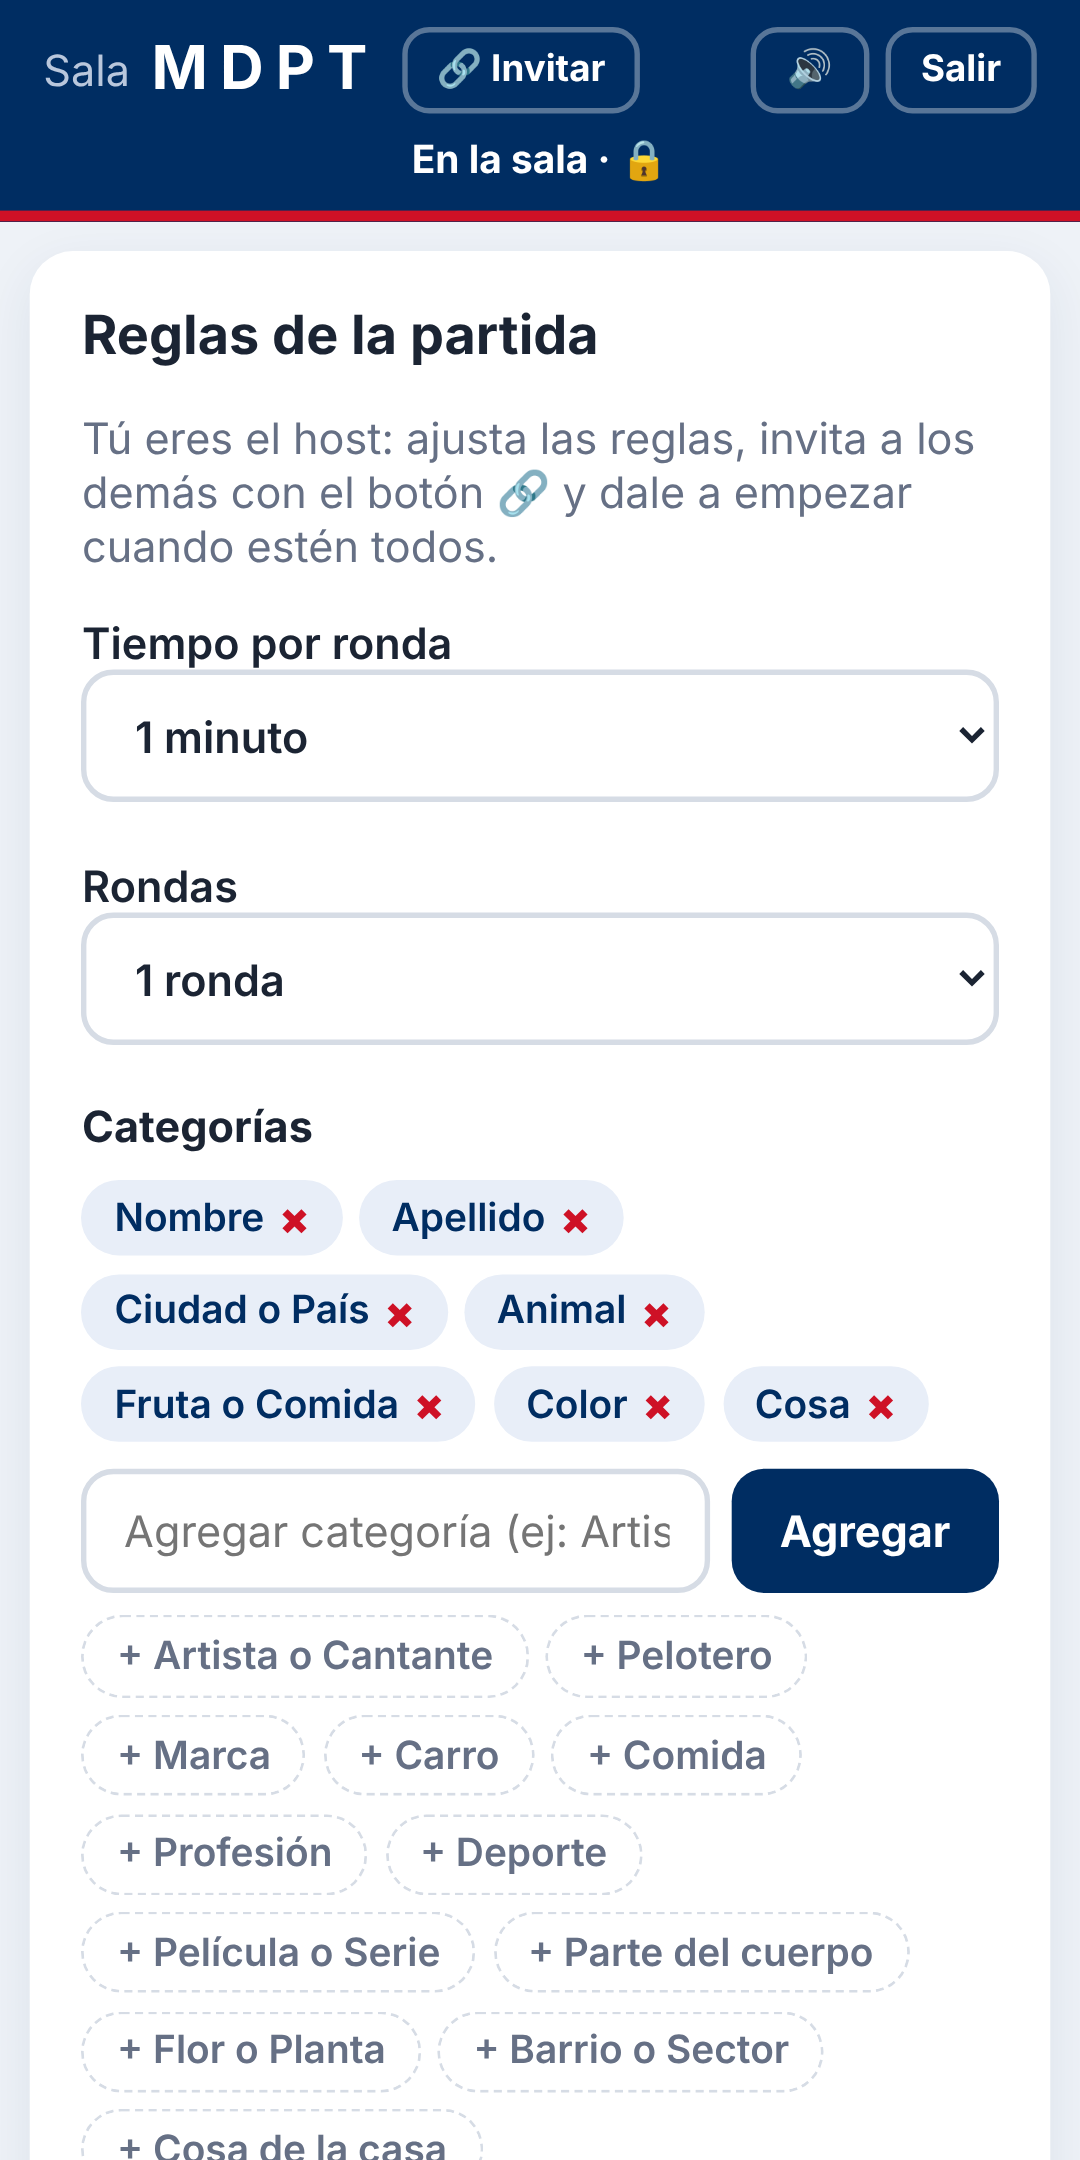 Sala MDPT 🔗 Invitar 🔊 Salir
En la sala · 🔒
Reglas de la partida
Tú eres el host: ajusta las reglas, invita a los
demás con el botón 🔗 y dale a empezar
cuando estén todos.
Tiempo por ronda
1 minuto
Rondas
1 ronda
Categorías
Nombre ✖ Apellido ✖
Ciudad o País ✖ Animal ✖
Fruta o Comida ✖ Color ✖ Cosa ✖
Agregar categoría (ej: Artis Agregar
+ Artista o Cantante + Pelotero
+ Marca + Carro + Comida
+ Profesión + Deporte
+ Película o Serie + Parte del cuerpo
+ Flor o Planta + Barrio o Sector
+ Cosa de la casa